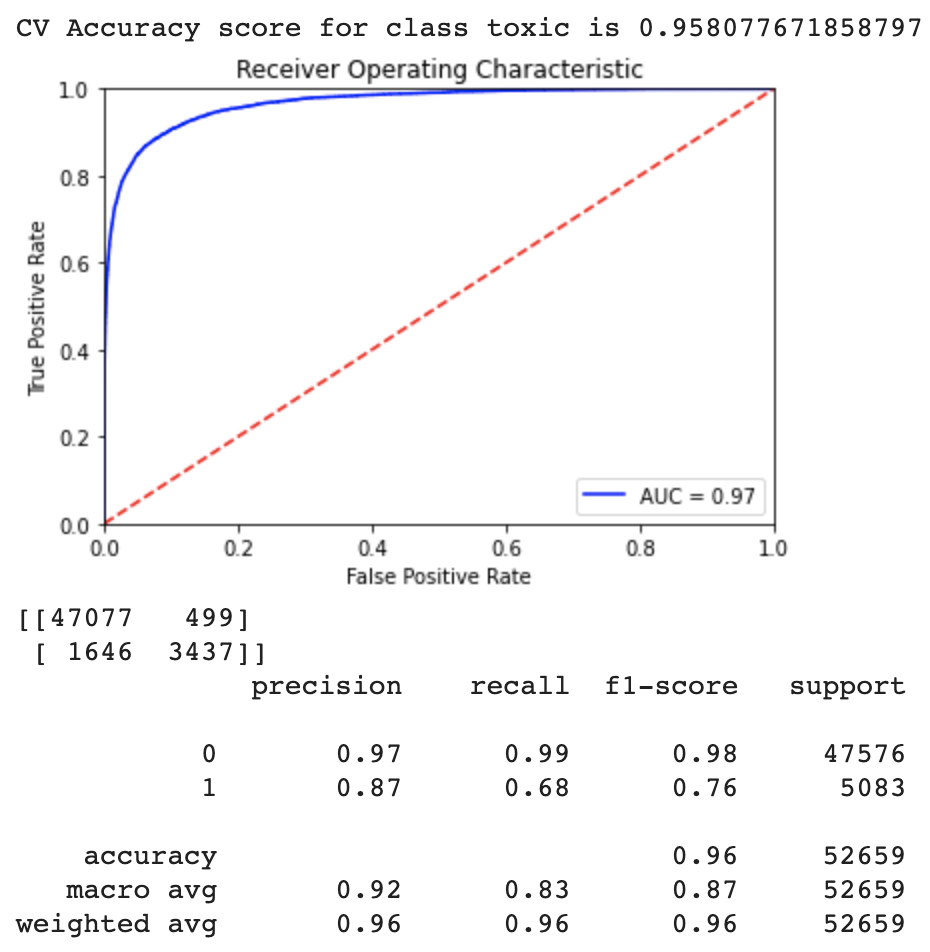 CV Accuracy score for class toxic is 0.958077671858797
Receiver Operating Characteristic
1.0
0.8
0.6
0.4
0.2
0.0
True Positive Rate
AUC = 0.97
0.0 0.2 0.4 0.6 0.8 1.0
False Positive Rate
[[47077 499]
[ 1646 3437]]
precision recall f1-score support
0 0.97 0.99 0.98 47576
1 0.87 0.68 0.76 5083
accuracy 0.96 52659
macro avg 0.92 0.83 0.87 52659
weighted avg 0.96 0.96 0.96 52659